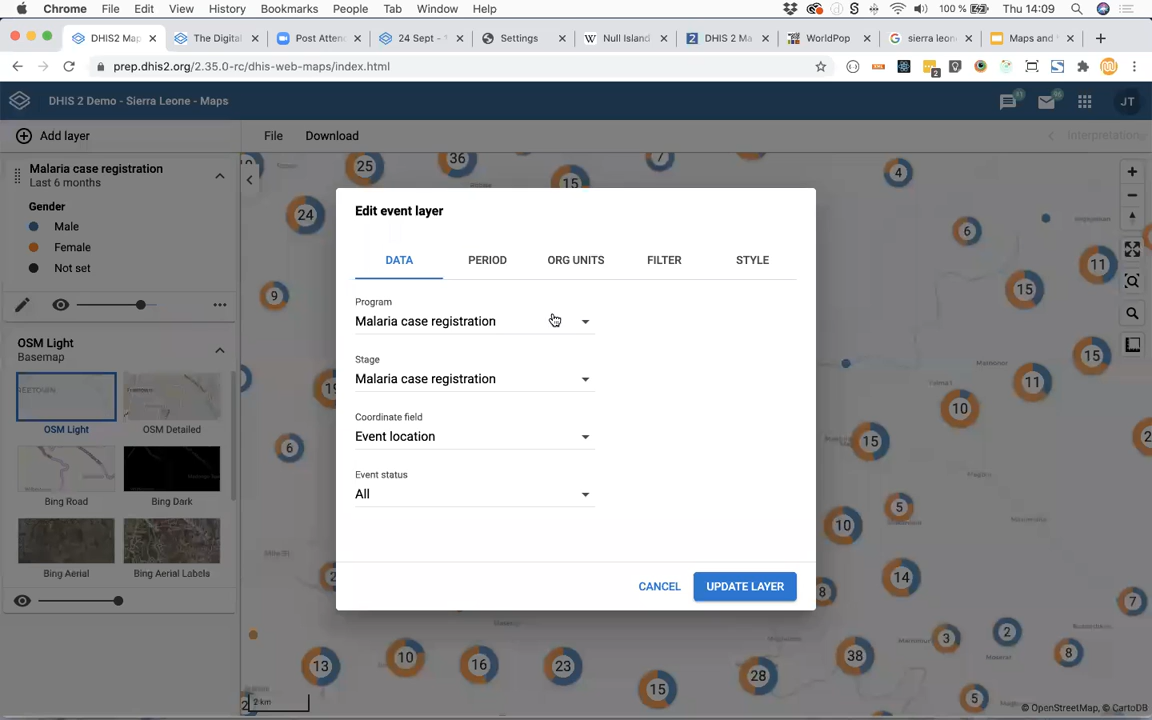 Chrome File Edit View History Bookmarks People Tab Window Help 100 % Thu 14:09
DHIS2 Map The Digital Post Atten 24 Sept - Settings Null Island DHIS 2 Ma WorldPop sierra leon Maps and
prep.dhis2.org/2.35.0-rc/dhis-web-maps/index.html 2
DHIS 2 Demo - Sierra Leone - Maps JT
Add layer File Download Interpretation
Malaria case registration
Last 6 months
Gender
Male
Female
Not set
OSM Light
Basemap
OSM Light OSM Detailed
Bing Road Bing Dark
Bing Aerial Bing Aerial Labels
Edit event layer
DATA PERIOD ORG UNITS FILTER STYLE
Program
Malaria case registration
Stage
Malaria case registration
Coordinate field
Event location
Event status
All
CANCEL UPDATE LAYER
25 36 7 4
15
24 6
11
9 15
15
11
10
15
6
5
10
14
8
7
3 2
10 38 8
13 16 23
28
15 5
2 km
© OpenStreetMap, © CartoDB